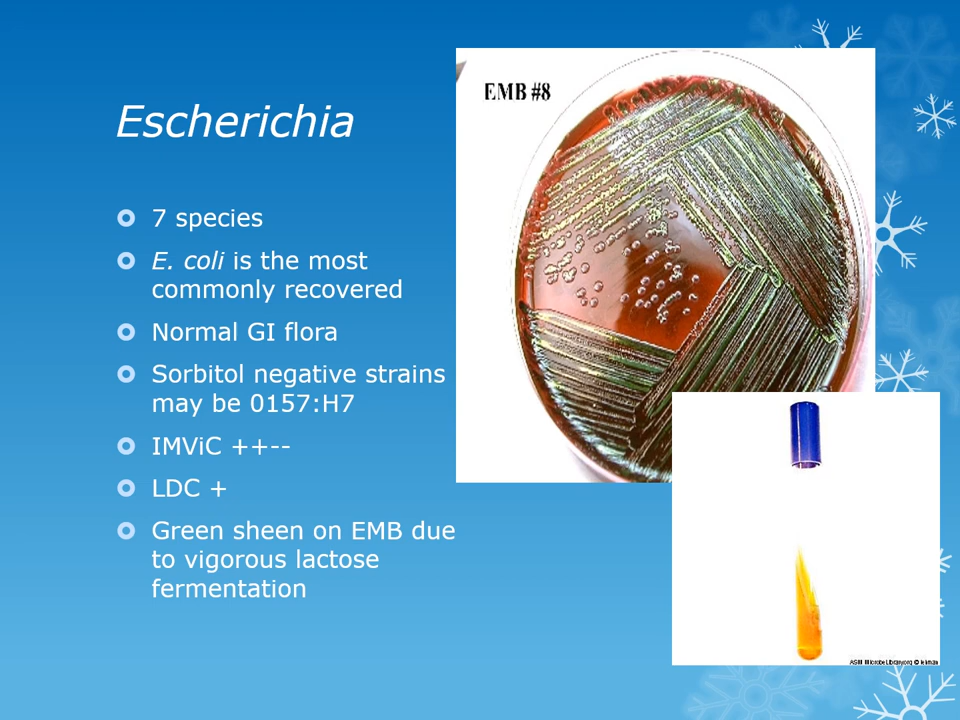 Escherichia
EMB #8
7 species
E. coli is the most
commonly recovered
Normal GI flora
Sorbitol negative strains
may be 0157:H7
IMViC ++--
LDC +
Green sheen on EMB due
to vigorous lactose
fermentation